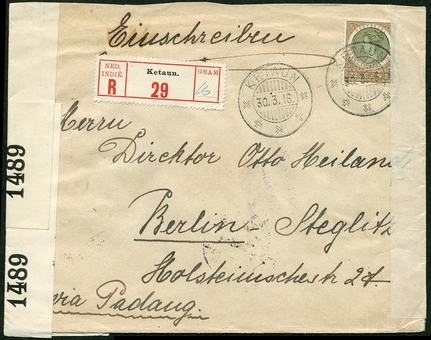 Einschreiben
NED.
INDIË
R
Ketaun.
29
GRAM
16
KETAUN
30.3.16.
KETAUN
Herrn
Direktor Otto Heiland
Berlin-Steglitz
Holsteinischestr 27.
via Padang.
1489
1489